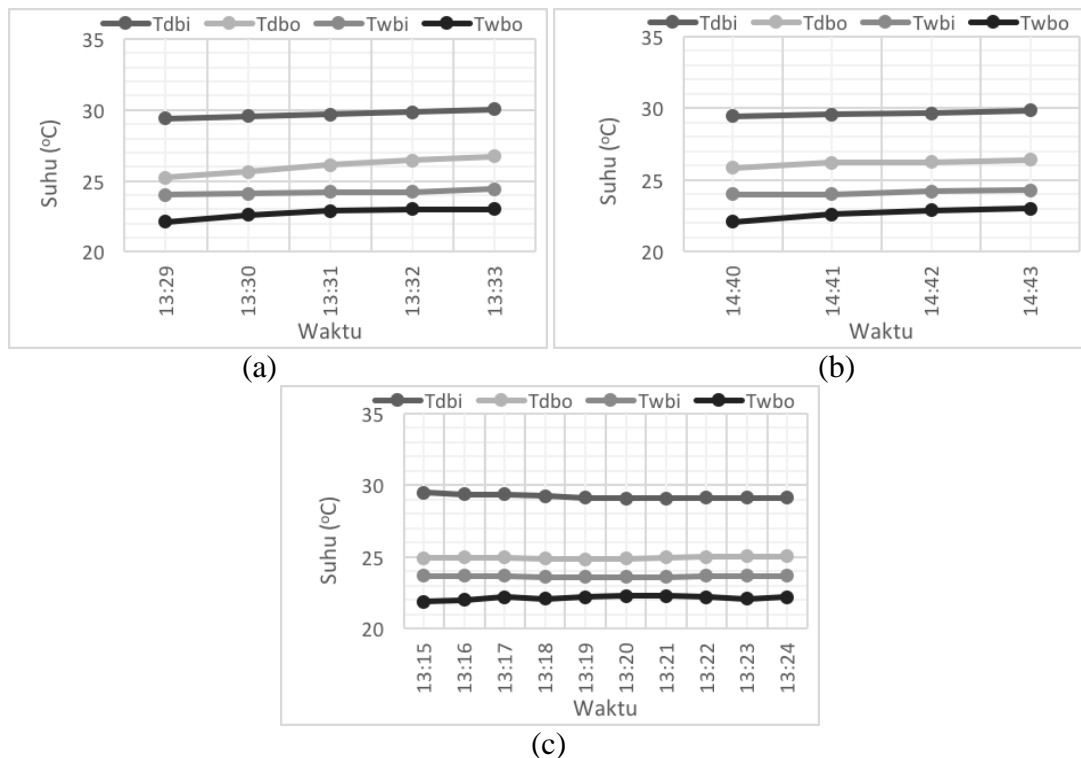 Tdbi Tdbo Twbi Twbo
35
30
25
20
Suhu (ºC)
13:29 13:30 13:31 13:32 13:33
Waktu
(a)
Tdbi Tdbo Twbi Twbo
35
30
25
20
Suhu (ºC)
14:40 14:41 14:42 14:43
Waktu
(b)
Tdbi Tdbo Twbi Twbo
35
30
25
20
Suhu (ºC)
13:15 13:16 13:17 13:18 13:19 13:20 13:21 13:22 13:23 13:24
Waktu
(c)